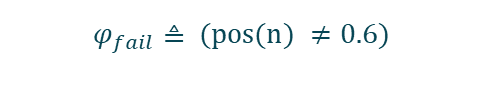 φ_fail ≜ (pos(n) ≠ 0.6)